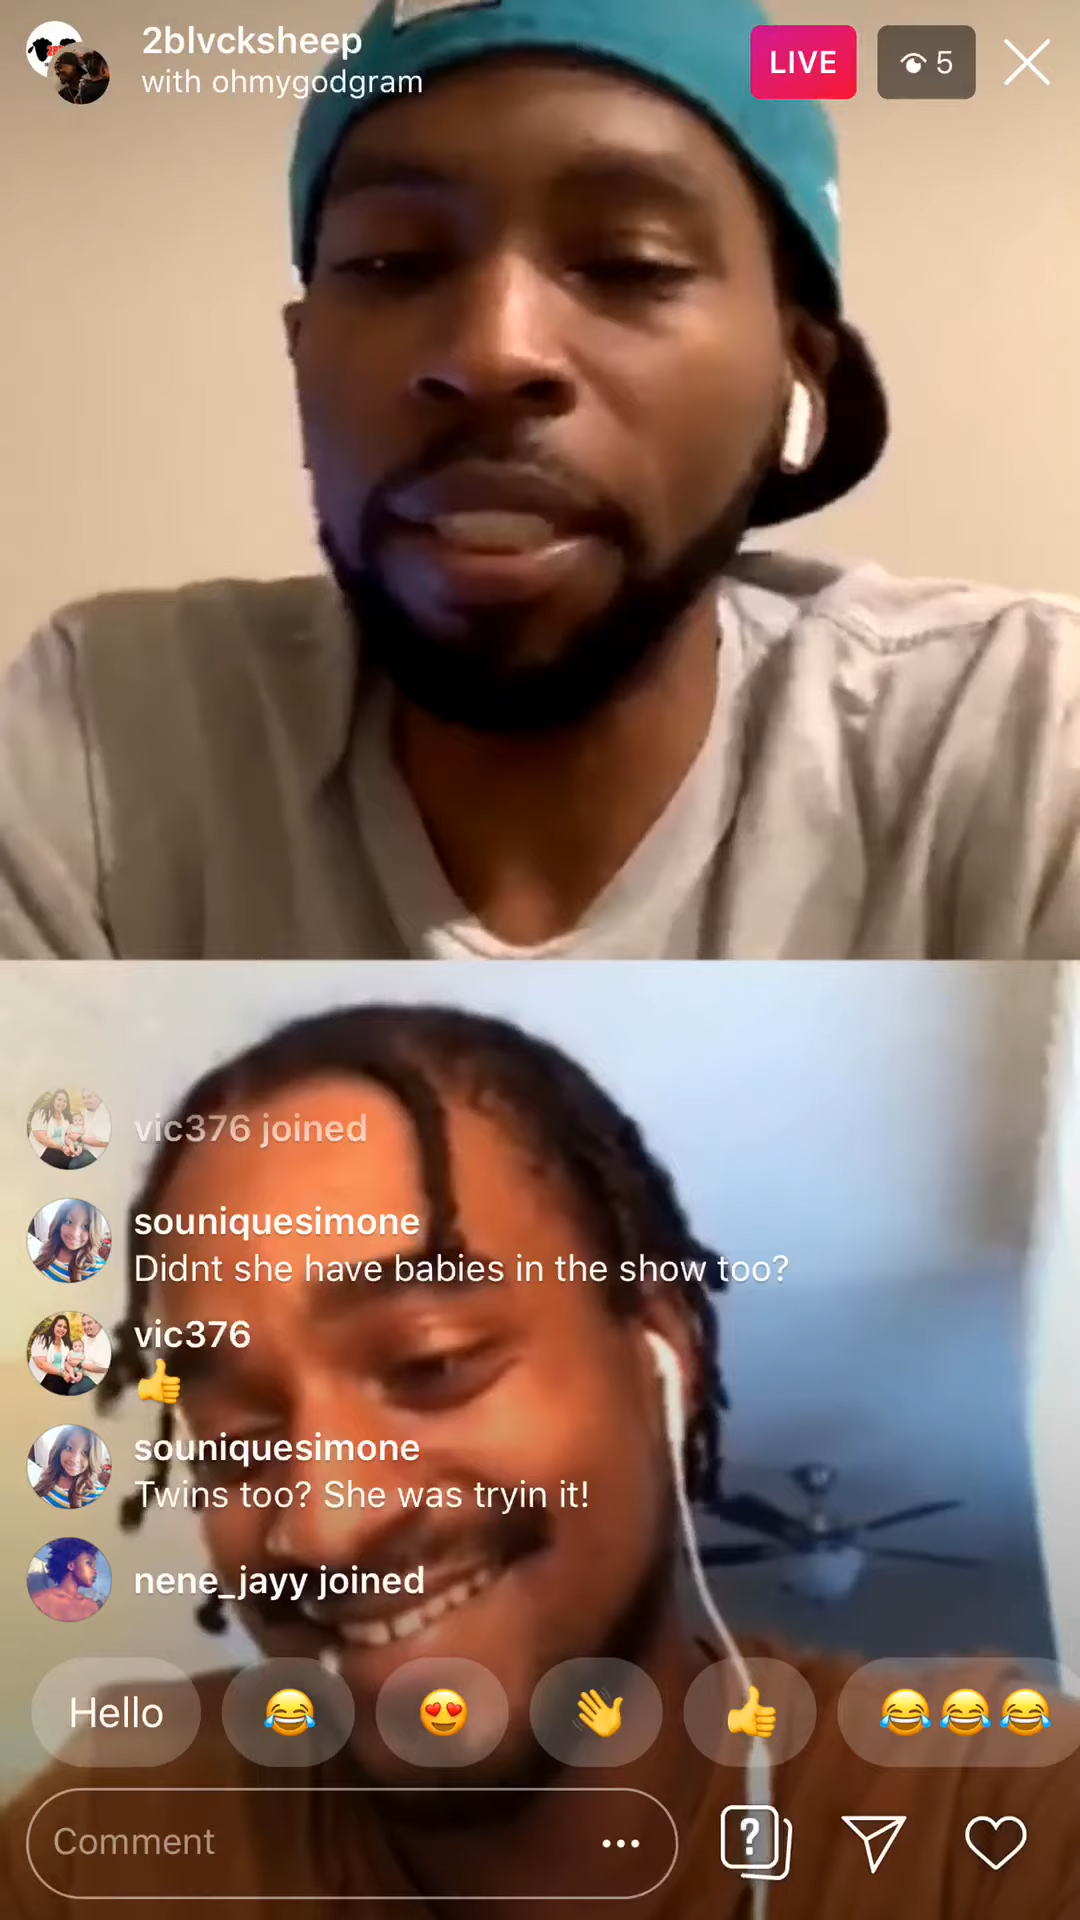 2blvcksheep
with ohmygodgram
LIVE
5
vic376 joined
souniquesimone
Didnt she have babies in the show too?
vic376
👍
souniquesimone
Twins too? She was tryin it!
nene_jayy joined
Hello 😂 😍 👋 👍 😂😂😂
Comment
?